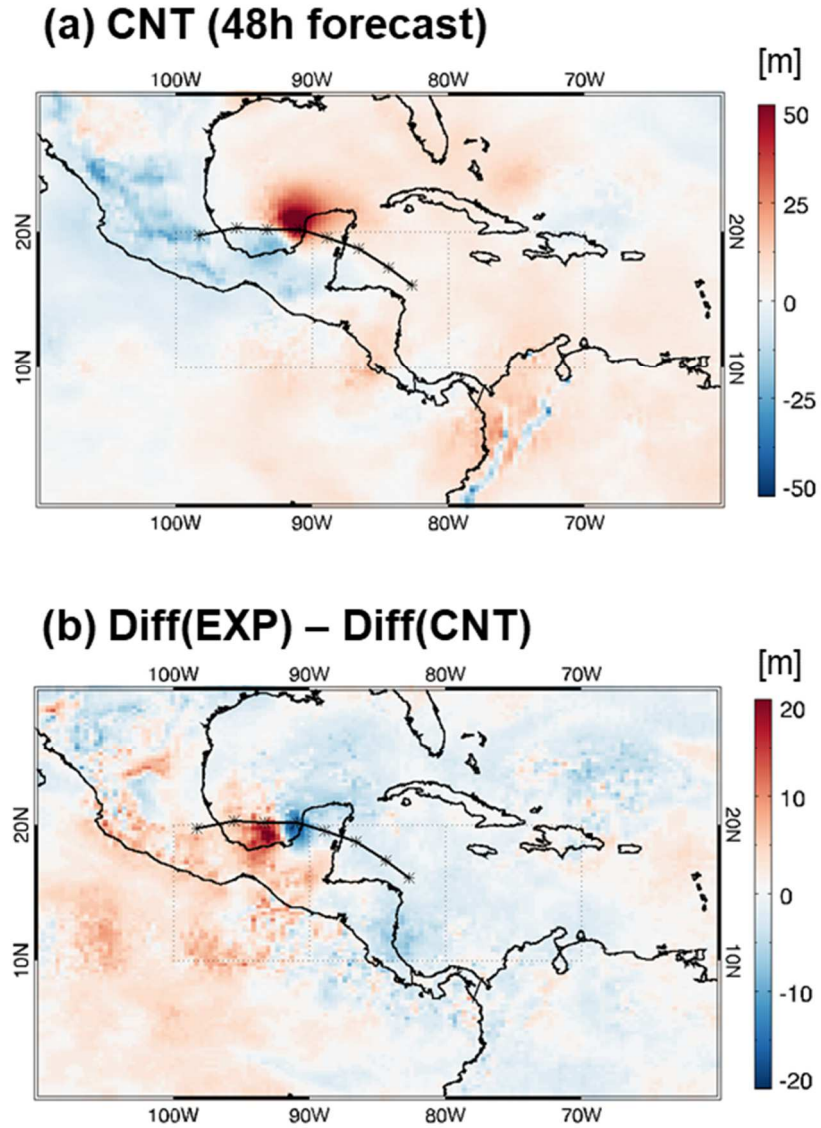 (a) CNT (48h forecast)
[m]
100W 90W 80W 70W
50
25
20N 20N
0
10N 10N
-25
-50
100W 90W 80W 70W
(b) Diff(EXP) – Diff(CNT)
[m]
100W 90W 80W 70W
20
10
20N 20N
0
10N 10N
-10
-20
100W 90W 80W 70W